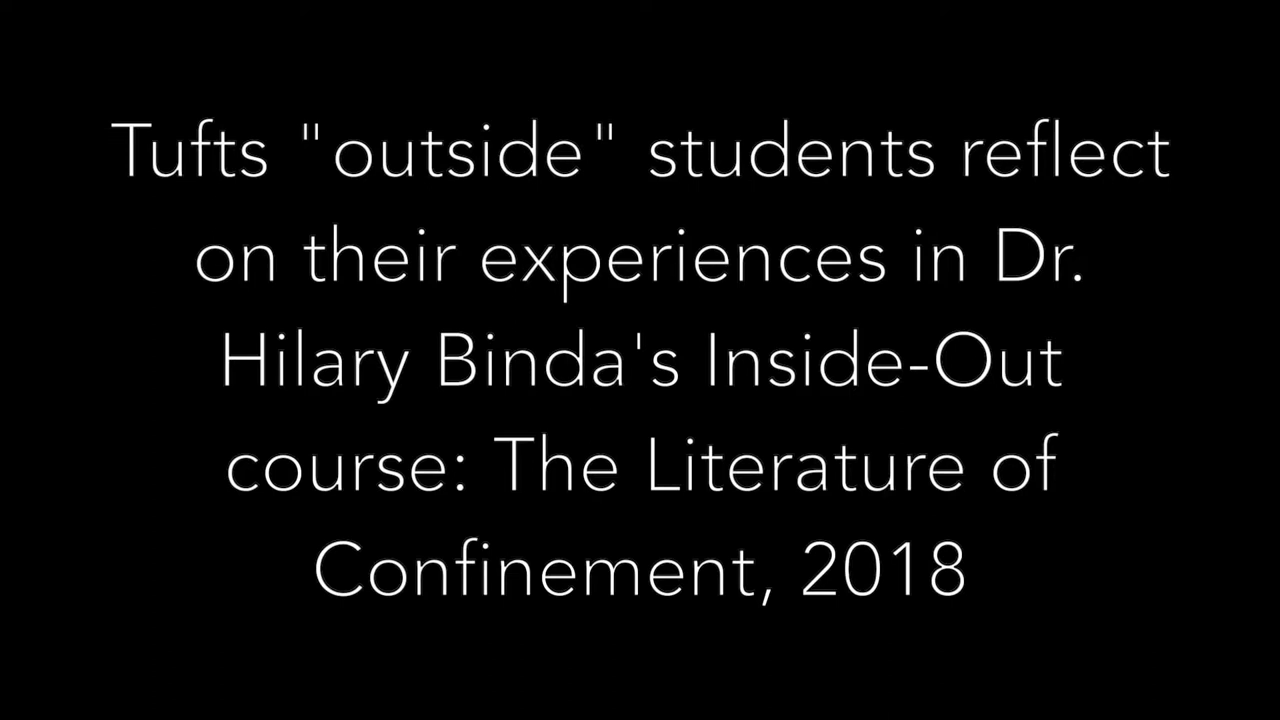 Tufts "outside" students reflect
on their experiences in Dr.
Hilary Binda's Inside-Out
course: The Literature of
Confinement, 2018